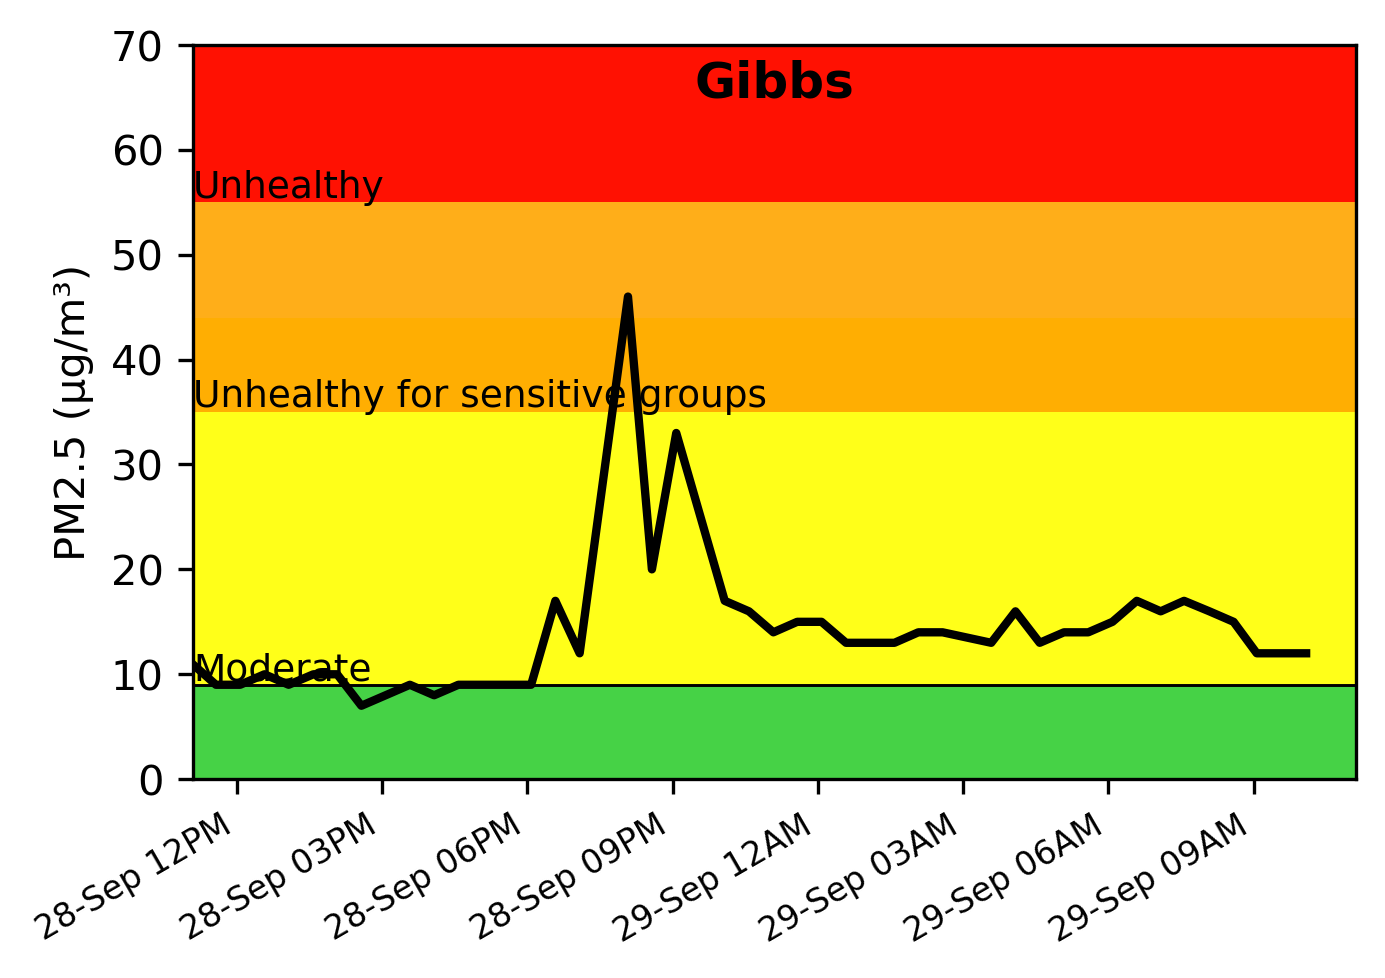 Gibbs
70
60
50
40
30
20
10
0
PM2.5 (µg/m³)
Unhealthy
Unhealthy for sensitive groups
Moderate
28-Sep 12PM
28-Sep 03PM
28-Sep 06PM
28-Sep 09PM
29-Sep 12AM
29-Sep 03AM
29-Sep 06AM
29-Sep 09AM